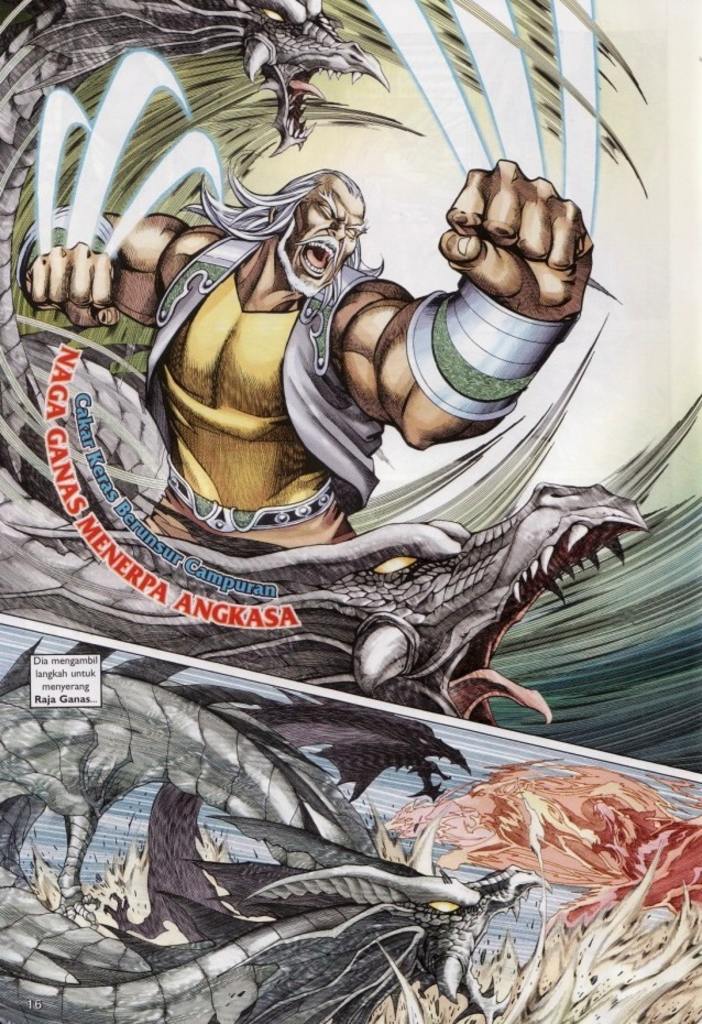 Cakar Keras Berunsur Campuran
NAGA GANAS MENERPA ANGKASA
Dia mengambil
langkah untuk
menyerang
Raja Ganas...
16